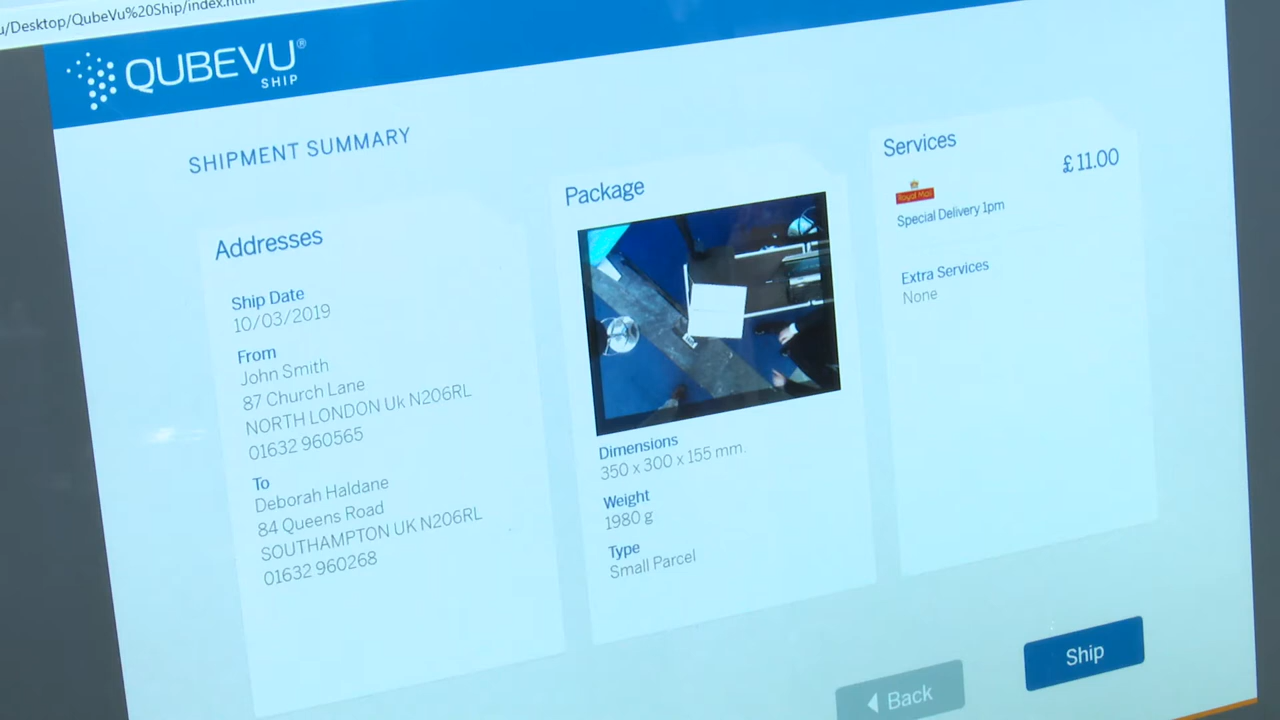 u/Desktop/QubeVu%20Ship/index.html
QUBEVU®
SHIP
SHIPMENT SUMMARY
Addresses
Ship Date
10/03/2019
From
John Smith
87 Church Lane
NORTH LONDON Uk N206RL
01632 960565
To
Deborah Haldane
84 Queens Road
SOUTHAMPTON UK N206RL
01632 960268
Package
Dimensions
350 x 300 x 155 mm.
Weight
1980 g
Type
Small Parcel
Services
£ 11.00
Royal Mail
Special Delivery 1pm
Extra Services
None
Back
Ship